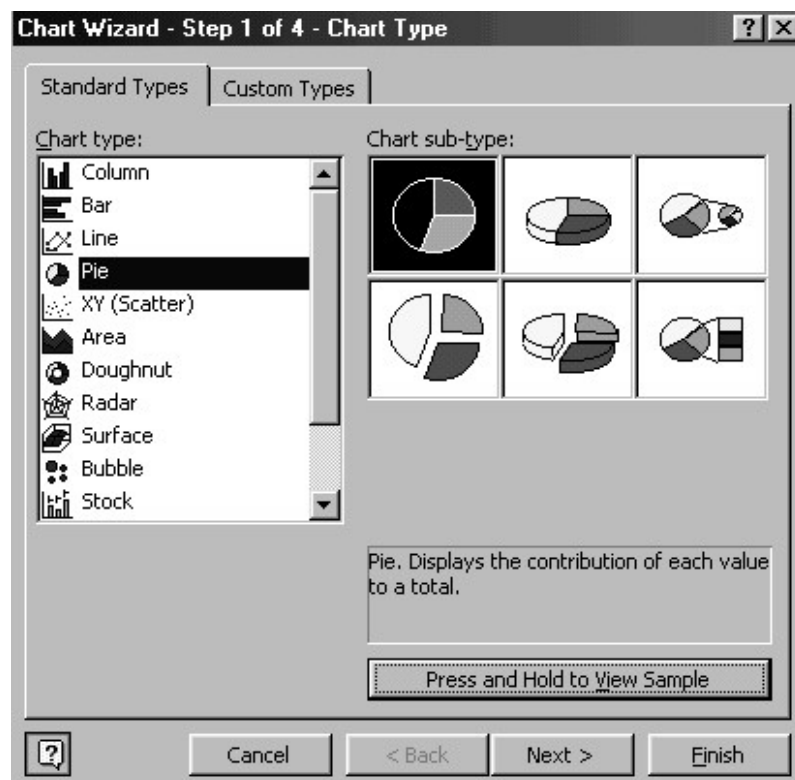 Chart Wizard - Step 1 of 4 - Chart Type
Standard Types
Custom Types
Chart type:
Column
Bar
Line
Pie
XY (Scatter)
Area
Doughnut
Radar
Surface
Bubble
Stock
Chart sub-type:
Pie. Displays the contribution of each value
to a total.
Press and Hold to View Sample
Cancel
< Back
Next >
Finish